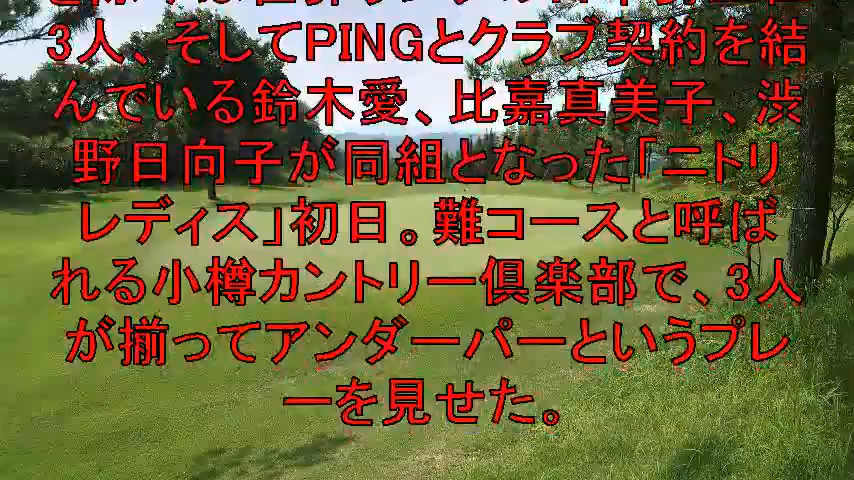 3人、そしてPINGとクラブ契約を結
んでいる鈴木愛、比嘉真美子、渋
野日向子が同組となった「ニトリ
レディス」初日。難コースと呼ば
れる小樽カントリー倶楽部で、3人
が揃ってアンダーパーというプレ
ーを見せた。